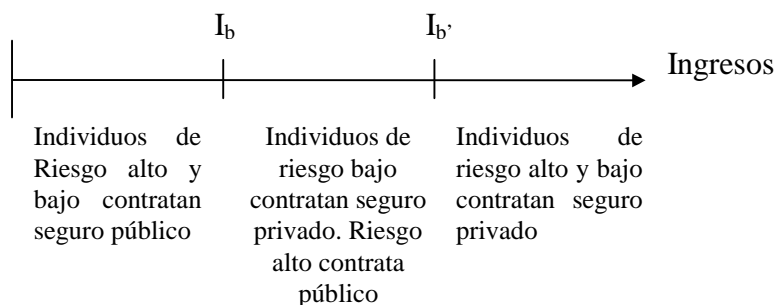 I_b
I_b’
Ingresos
Individuos de
Riesgo alto y
bajo contratan
seguro público
Individuos de
riesgo bajo
contratan seguro
privado. Riesgo
alto contrata
público
Individuos de
riesgo alto y bajo
contratan seguro
privado